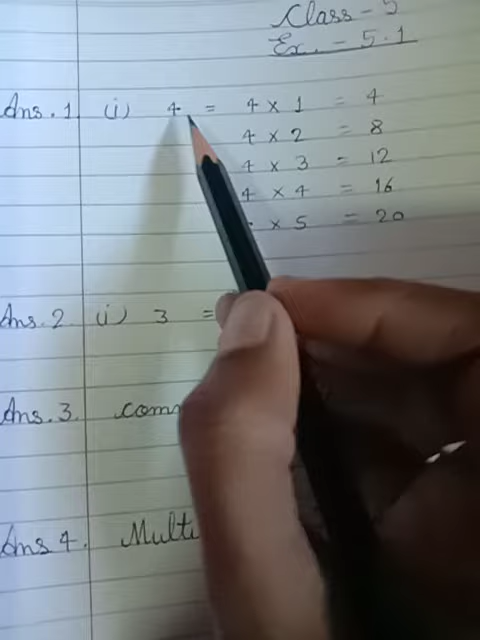 Class - 5
Ex. - 5.1
Ans. 1 (i) 4 = 4 × 1 = 4
4 × 2 = 8
4 × 3 = 12
4 × 4 = 16
× 5 = 20
Ans. 2. (i) 3 =
Ans. 3.
Ans 4.